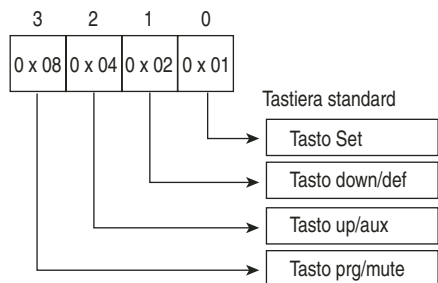 3 2 1 0
0 x 08 0 x 04 0 x 02 0 x 01
Tastiera standard
Tasto Set
Tasto down/def
Tasto up/aux
Tasto prg/mute